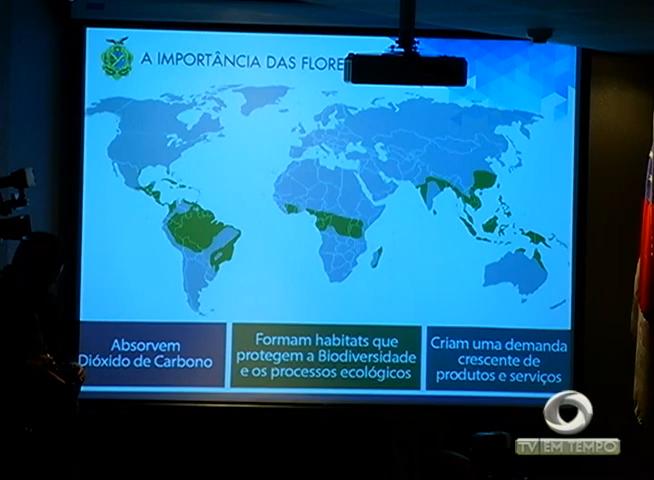 A IMPORTÂNCIA DAS FLORE
Absorvem
Dióxido de Carbono
Formam habitats que
protegem a Biodiversidade
e os processos ecológicos
Criam uma demanda
crescente de
produtos e serviços
TV EM TEMPO